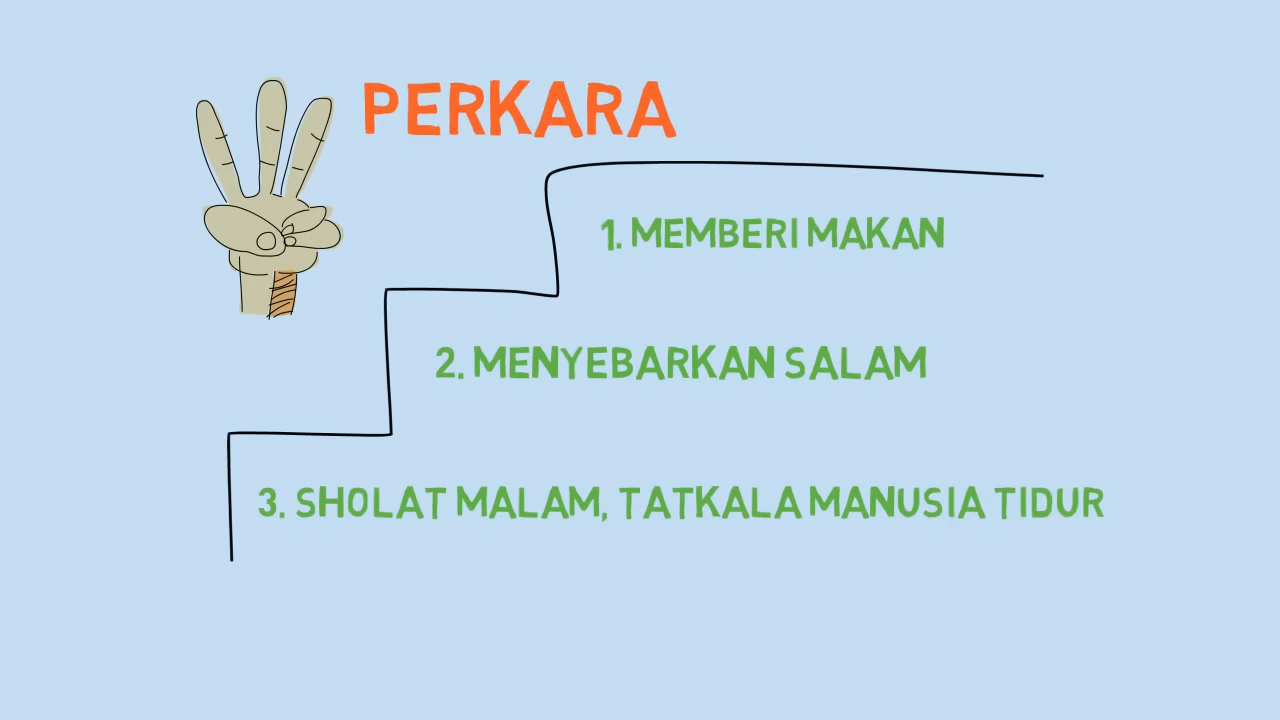 PERKARA
1. MEMBERI MAKAN
2. MENYEBARKAN SALAM
3. SHOLAT MALAM, TATKALA MANUSIA TIDUR